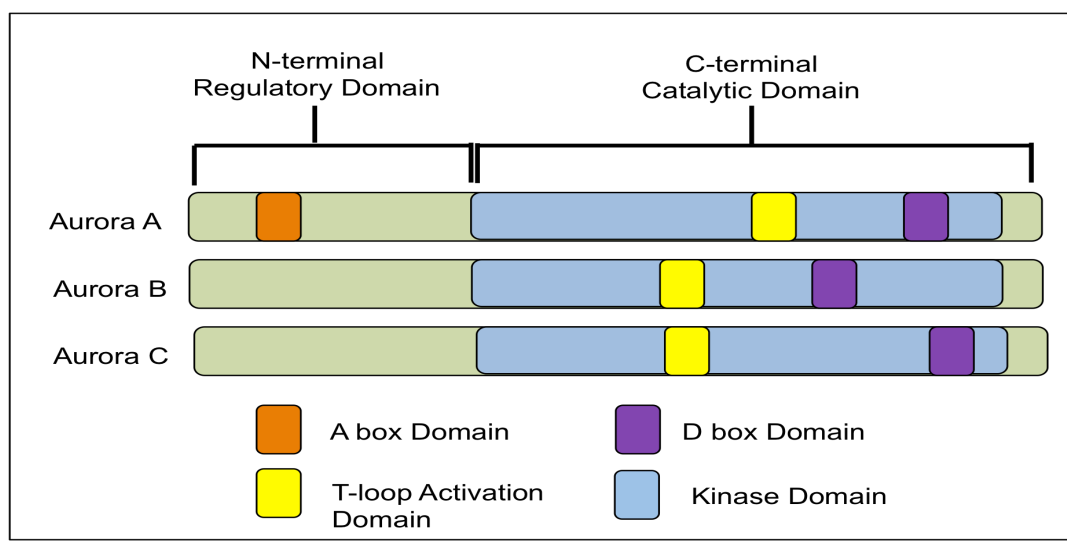 N-terminal
Regulatory Domain
C-terminal
Catalytic Domain
Aurora A
Aurora B
Aurora C
A box Domain
D box Domain
T-loop Activation
Domain
Kinase Domain